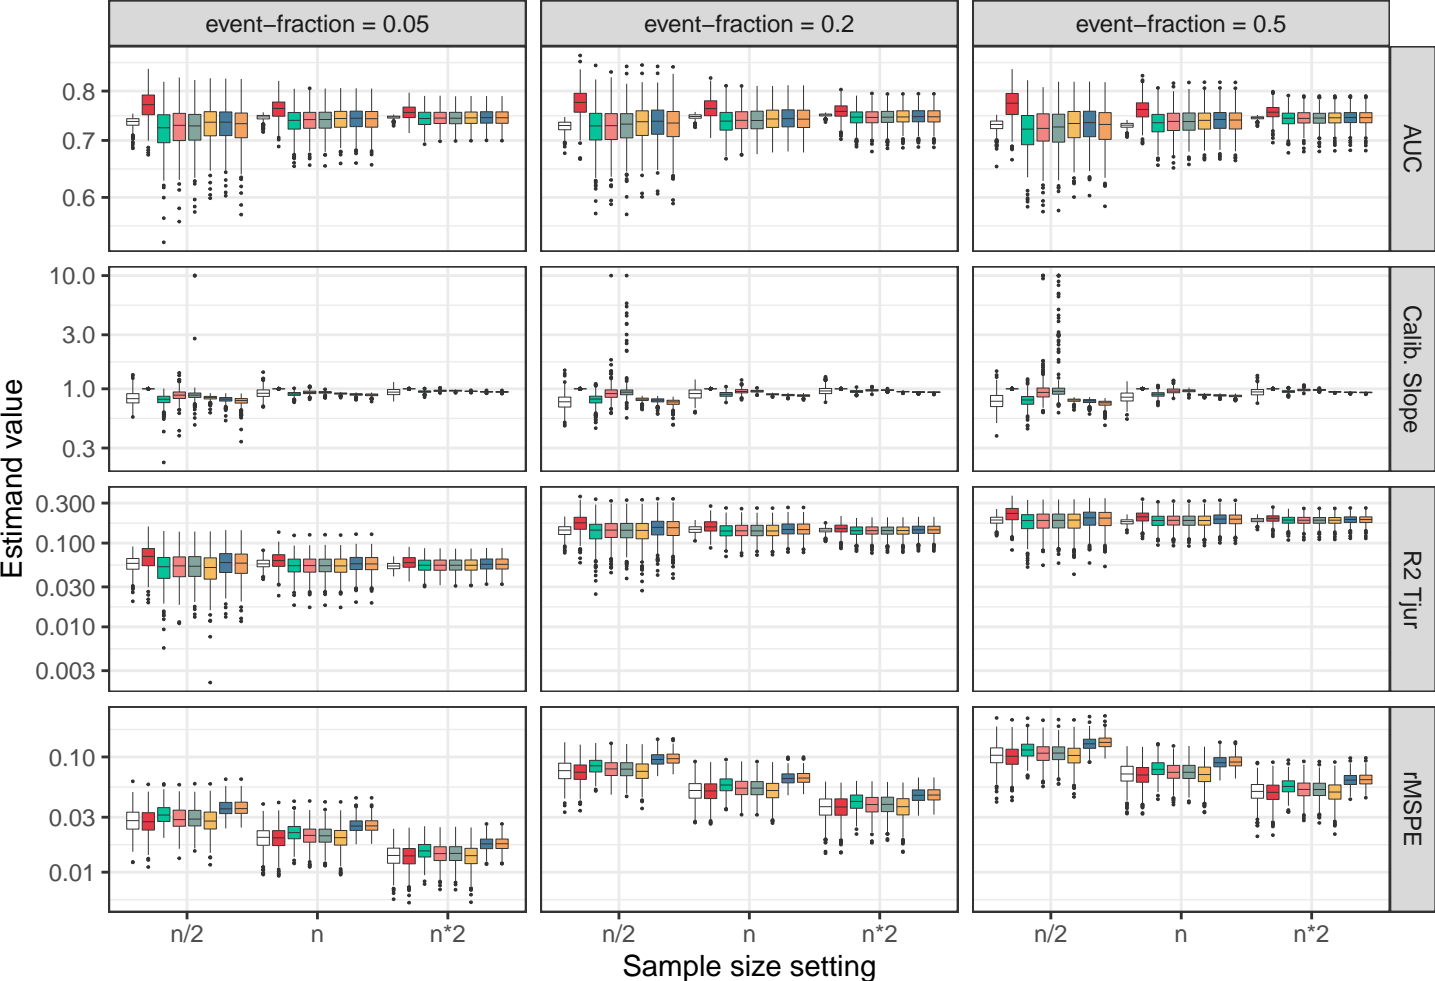 event−fraction = 0.05
event−fraction = 0.2
event−fraction = 0.5
0.8
0.7
0.6
AUC
10.0
3.0
1.0
0.3
Calib. Slope
Estimand value
0.300
0.100
0.030
0.010
0.003
R2 Tjur
0.10
0.03
0.01
rMSPE
n/2
n
n*2
n/2
n
n*2
n/2
n
n*2
Sample size setting